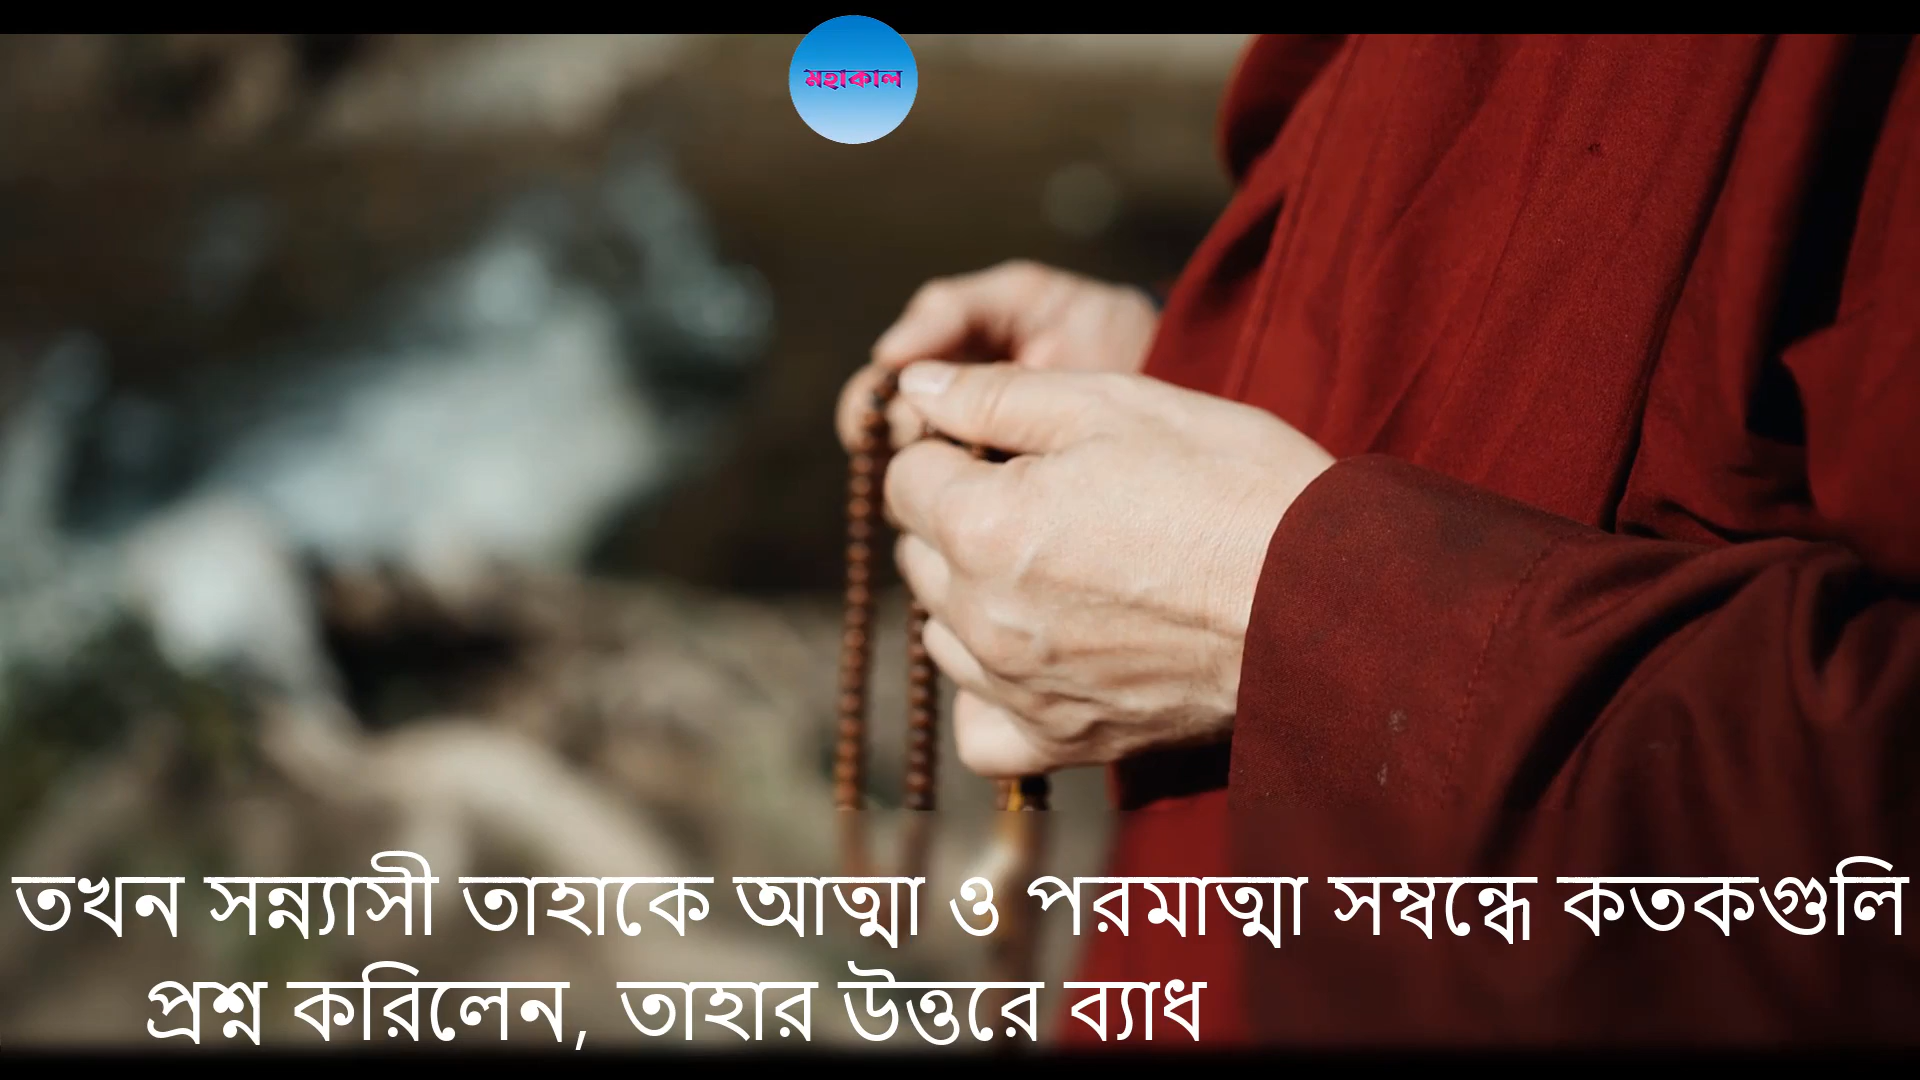 মহাকাল
তখন সন্ন্যাসী তাহাকে আত্মা ও পরমাত্মা সম্বন্ধে কতকগুলি
প্রশ্ন করিলেন, তাহার উত্তরে ব্যাধ